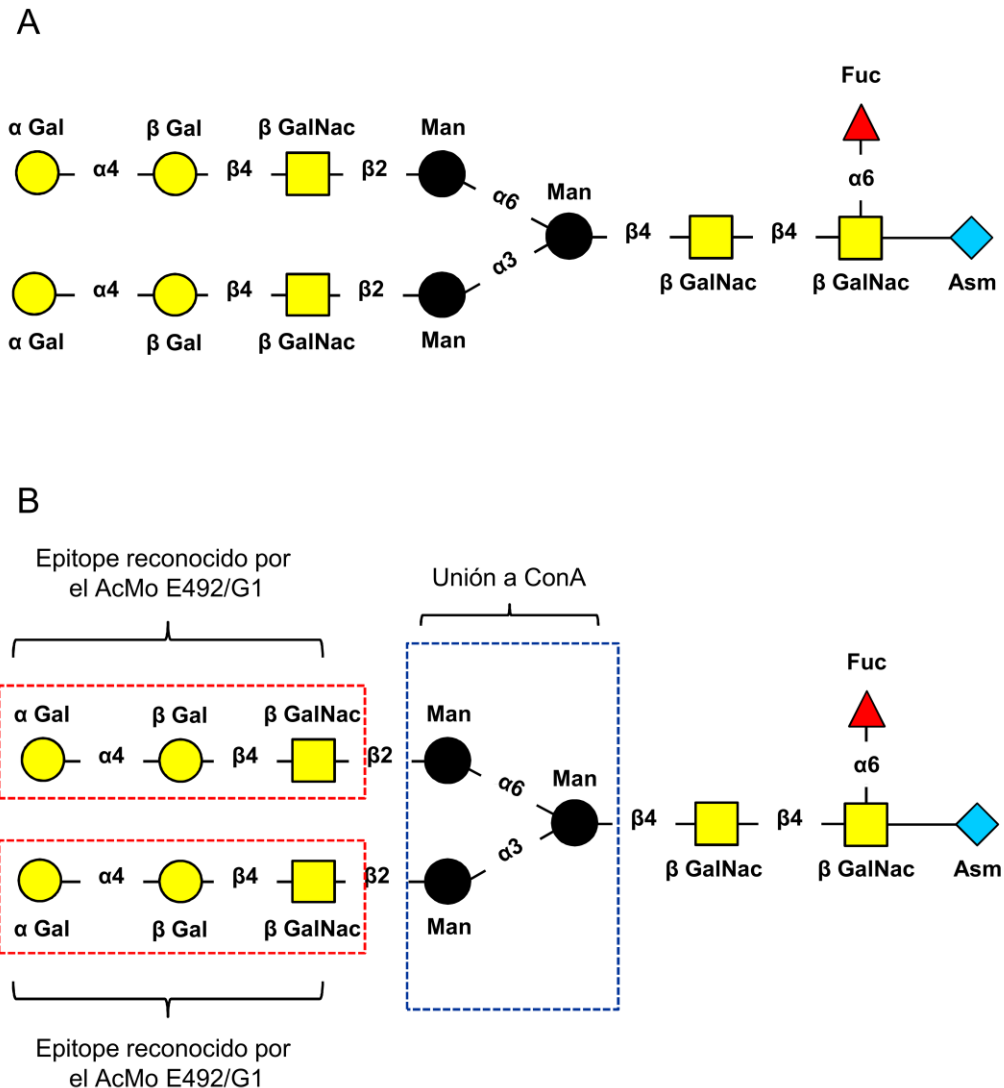 A
Fuc
α Gal β Gal β GalNac Man
α6
α4 β4 β2
α6
Man
β4 β4
α3
α4 β4 β2
β GalNac β GalNac Asm
α Gal β Gal β GalNac Man
B
Epitope reconocido por
el AcMo E492/G1
Unión a ConA
Fuc
α Gal β Gal β GalNac Man
α6
α4 β4 β2
α6
Man
β4 β4
α3
α4 β4 β2
β GalNac β GalNac Asm
α Gal β Gal β GalNac Man
Epitope reconocido por
el AcMo E492/G1